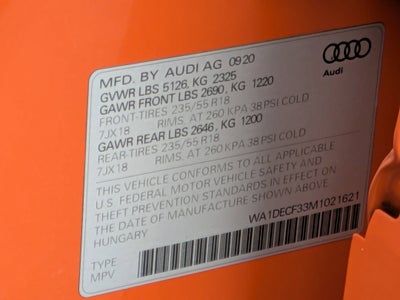 MFD. BY AUDI AG 09 20
GVWR LBS 5126, KG 2325
GAWR FRONT LBS 2690, KG 1220
FRONT-TIRES 235/55 R18
7JX18 RIMS, AT 260 KPA 38 PSI COLD
GAWR REAR LBS 2646, KG 1200
REAR-TIRES 235/55 R18
7JX18 RIMS, AT 260 KPA 38 PSI COLD
THIS VEHICLE CONFORMS TO ALL APPLICABLE
U.S. FEDERAL MOTOR VEHICLE SAFETY AND
THEFT PREVENTION STANDARDS IN EFFECT ON
THE DATE OF MANUFACTURE SHOWN ABOVE
HUNGARY
WA1DECF33M1021621
TYPE:
MPV
Audi